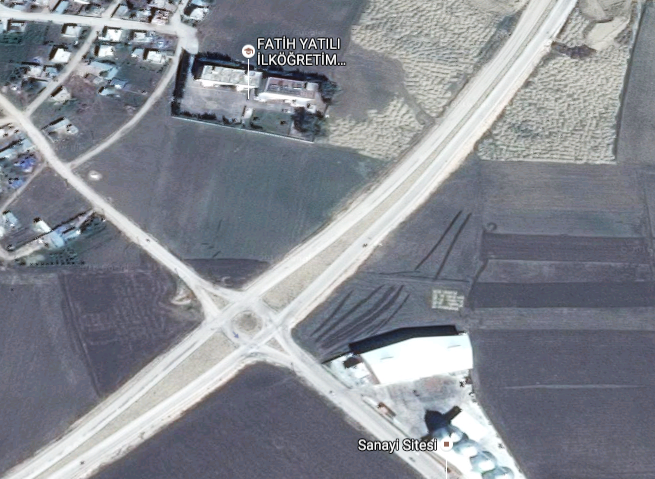 FATİH YATILI
İLKÖĞRETİM...
Sanayi Sitesi